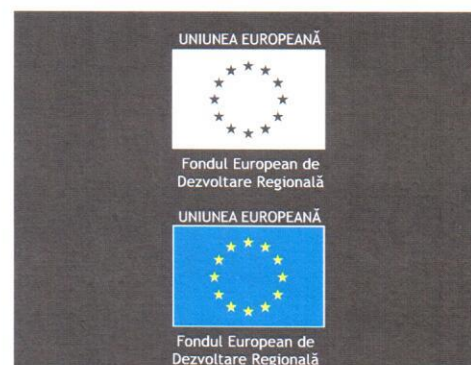 UNIUNEA EUROPEANĂ
Fondul European de
Dezvoltare Regională
UNIUNEA EUROPEANĂ
Fondul European de
Dezvoltare Regională